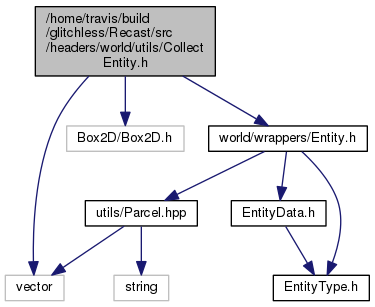 /home/travis/build
/glitchless/Recast/src
/headers/world/utils/Collect
Entity.h
Box2D/Box2D.h
world/wrappers/Entity.h
utils/Parcel.hpp
EntityData.h
vector
string
EntityType.h